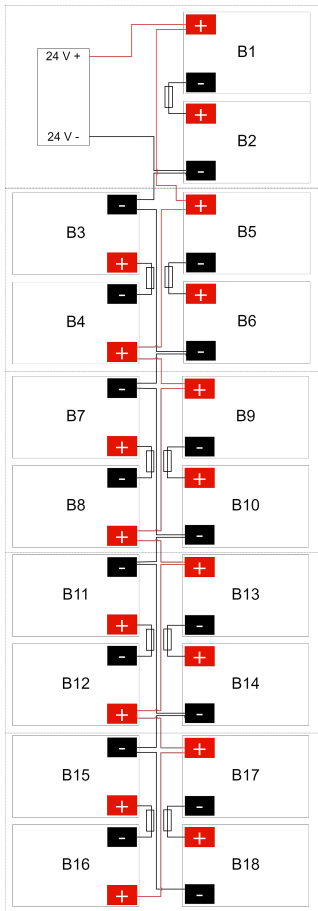 +
24 V +
B1
-
+
24 V -
B2
-
-
+
B3
B5
+
-
-
+
B4
B6
+
-
-
+
B7
B9
+
-
-
+
B8
B10
+
-
-
+
B11
B13
+
-
-
+
B12
B14
+
-
-
+
B15
B17
+
-
-
+
B16
B18
+
-